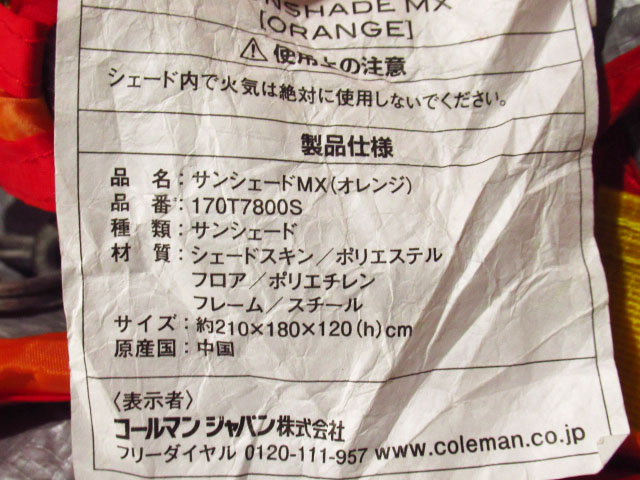 NSHADE MX
[ORANGE]
⚠ 使用上の注意
シェード内で火気は絶対に使用しないでください。
製品仕様
品 名：サンシェードMX（オレンジ）
品 番：170T7800S
種 類：サンシェード
材 質：シェードスキン／ポリエステル
フロア／ポリエチレン
フレーム／スチール
サイズ：約210×180×120（h）cm
原産国：中国
〈表示者〉
コールマン ジャパン株式会社
フリーダイヤル 0120-111-957 www.coleman.co.jp